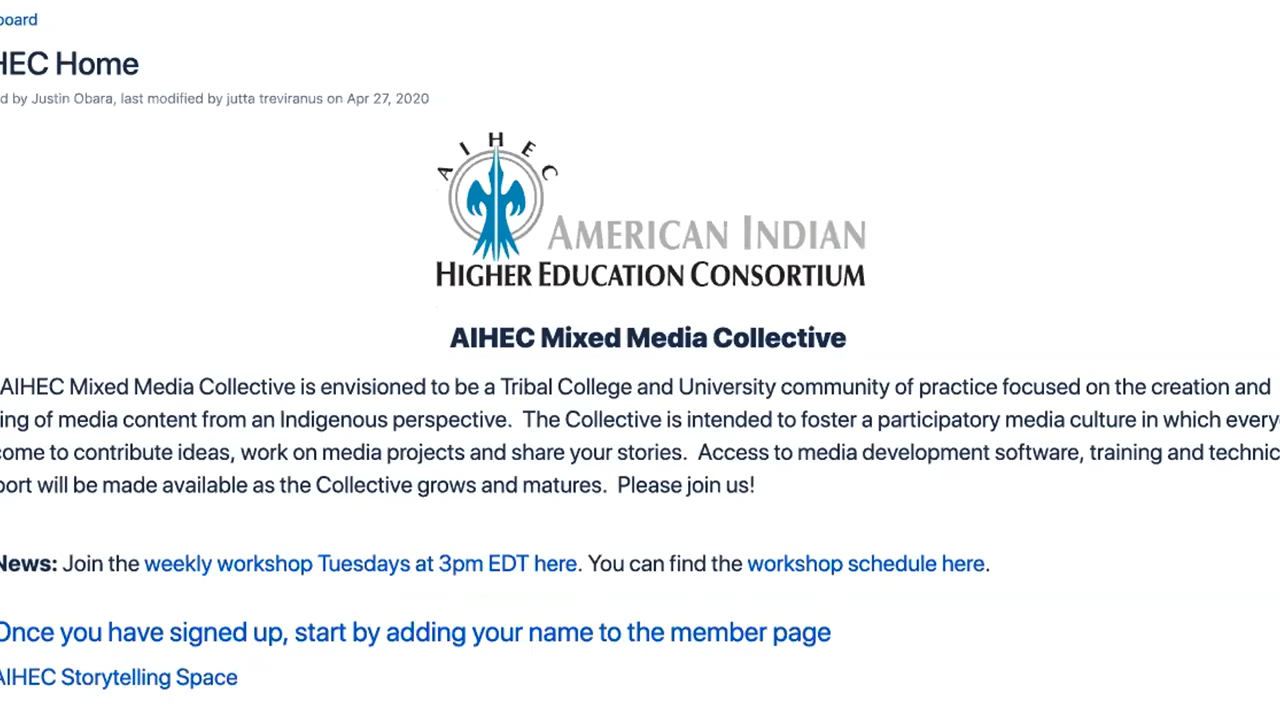 board
HEC Home
d by Justin Obara, last modified by jutta treviranus on Apr 27, 2020
A I H E C
AMERICAN INDIAN
HIGHER EDUCATION CONSORTIUM
AIHEC Mixed Media Collective
AIHEC Mixed Media Collective is envisioned to be a Tribal College and University community of practice focused on the creation and
ing of media content from an Indigenous perspective. The Collective is intended to foster a participatory media culture in which every
come to contribute ideas, work on media projects and share your stories. Access to media development software, training and technic
port will be made available as the Collective grows and matures. Please join us!
News: Join the weekly workshop Tuesdays at 3pm EDT here. You can find the workshop schedule here.
Once you have signed up, start by adding your name to the member page
AIHEC Storytelling Space